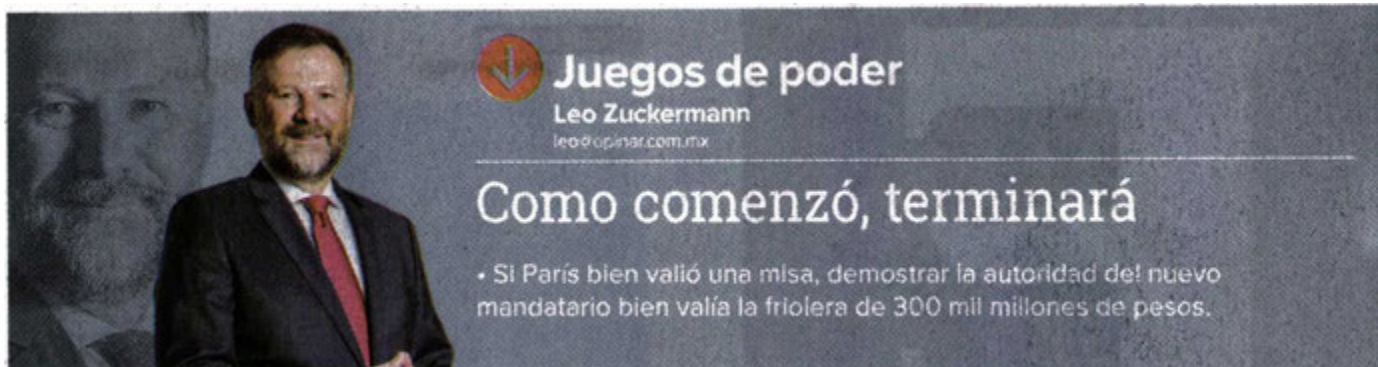 Juegos de poder
Leo Zuckermann
leo@opinar.com.mx
Como comenzó, terminará
• Si París bien valió una misa, demostrar la autoridad del nuevo
mandatario bien valía la friolera de 300 mil millones de pesos.